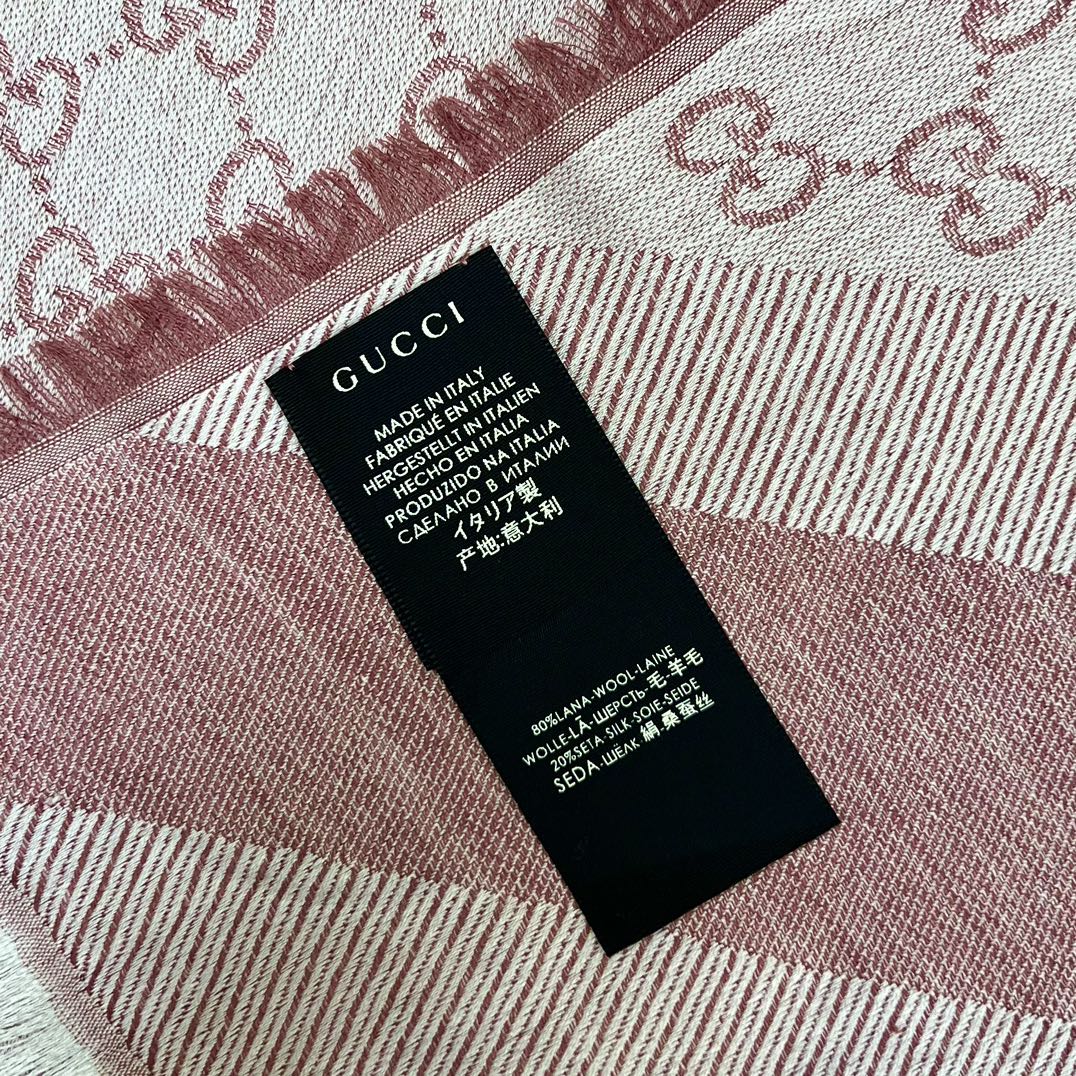 GUCCI
MADE IN ITALY
FABRIQUÉ EN ITALIE
HERGESTELLT IN ITALIEN
HECHO EN ITALIA
PRODUZIDO NA ITALIA
СДЕЛАНО В ИТАЛИИ
イタリア製
产地:意大利
80%LANA-WOOL-LAINE
WOLLE-LÃ-ШЕРСТЬ-毛-羊毛
20%SETA-SILK-SOIE-SEIDE
SEDA-ШЁЛК-絹-桑蚕丝